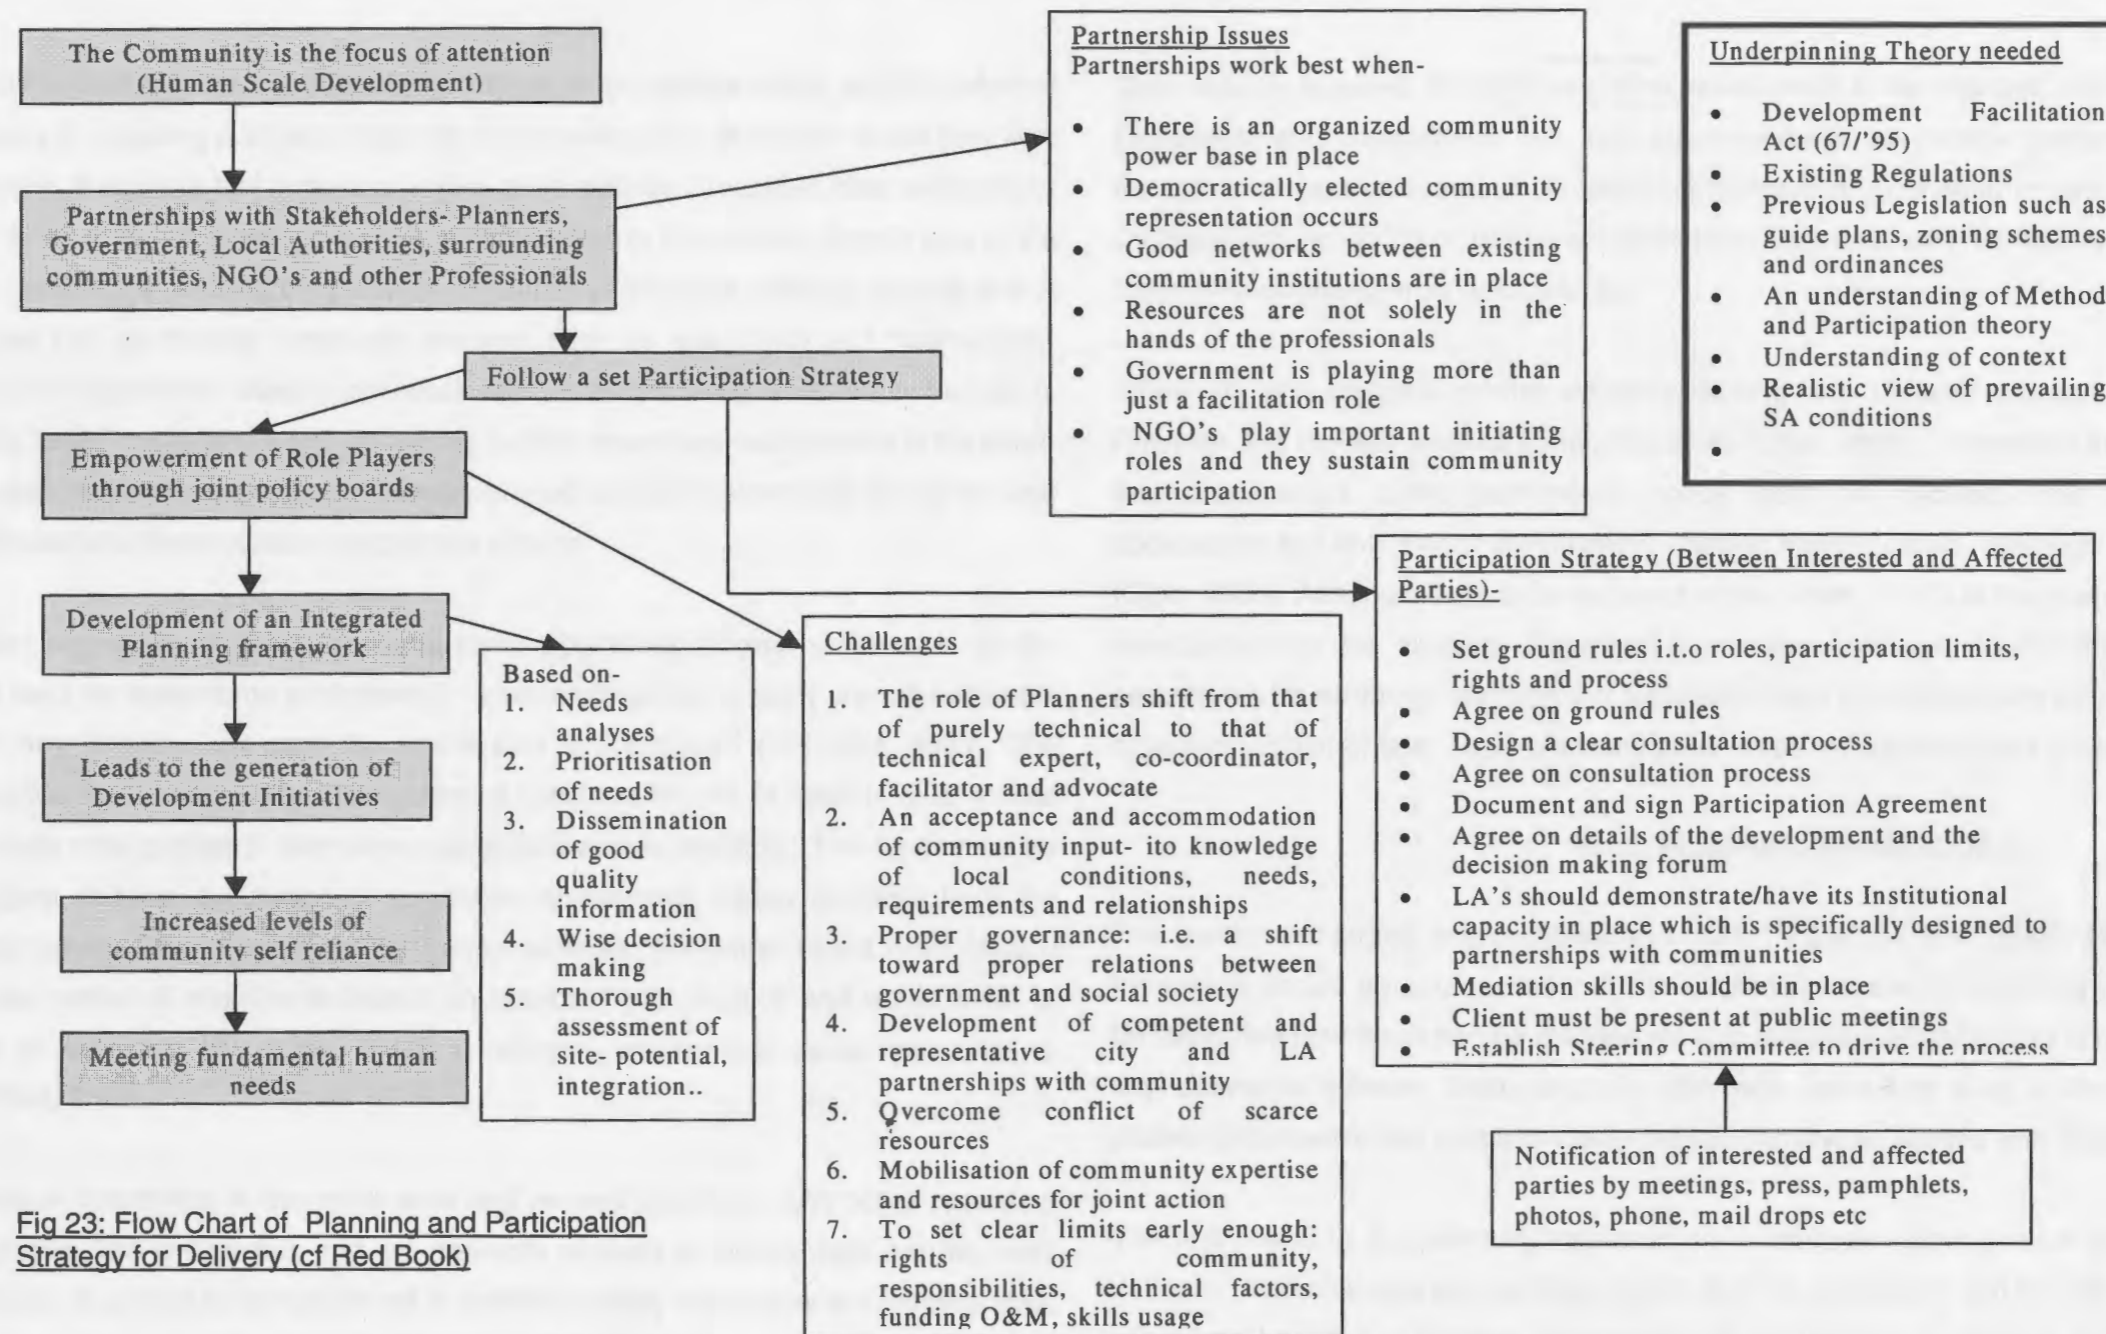 The Community is the focus of attention
(Human Scale Development)
Partnerships with Stakeholders- Planners,
Government, Local Authorities, surrounding
communities, NGO's and other Professionals
Follow a set Participation Strategy
Empowerment of Role Players
through joint policy boards
Development of an Integrated
Planning framework
Leads to the generation of
Development Initiatives
Increased levels of
community self reliance
Meeting fundamental human
needs
Based on-
1. Needs
analyses
2. Prioritisation
of needs
3. Dissemination
of good
quality
information
4. Wise decision
making
5. Thorough
assessment of
site- potential,
integration..
Partnership Issues
Partnerships work best when-
• There is an organized community
power base in place
• Democratically elected community
representation occurs
• Good networks between existing
community institutions are in place
• Resources are not solely in the
hands of the professionals
• Government is playing more than
just a facilitation role
• NGO's play important initiating
roles and they sustain community
participation
Underpinning Theory needed
• Development Facilitation
Act (67/'95)
• Existing Regulations
• Previous Legislation such as
guide plans, zoning schemes
and ordinances
• An understanding of Method
and Participation theory
• Understanding of context
• Realistic view of prevailing
SA conditions
•
Challenges
1. The role of Planners shift from that
of purely technical to that of
technical expert, co-coordinator,
facilitator and advocate
2. An acceptance and accommodation
of community input- ito knowledge
of local conditions, needs,
requirements and relationships
3. Proper governance: i.e. a shift
toward proper relations between
government and social society
4. Development of competent and
representative city and LA
partnerships with community
5. Overcome conflict of scarce
resources
6. Mobilisation of community expertise
and resources for joint action
7. To set clear limits early enough:
rights of community,
responsibilities, technical factors,
funding O&M, skills usage
Participation Strategy (Between Interested and Affected
Parties)-
• Set ground rules i.t.o roles, participation limits,
rights and process
• Agree on ground rules
• Design a clear consultation process
• Agree on consultation process
• Document and sign Participation Agreement
• Agree on details of the development and the
decision making forum
• LA's should demonstrate/have its Institutional
capacity in place which is specifically designed to
partnerships with communities
• Mediation skills should be in place
• Client must be present at public meetings
• Establish Steering Committee to drive the process
Notification of interested and affected
parties by meetings, press, pamphlets,
photos, phone, mail drops etc
Fig 23: Flow Chart of Planning and Participation
Strategy for Delivery (cf Red Book)